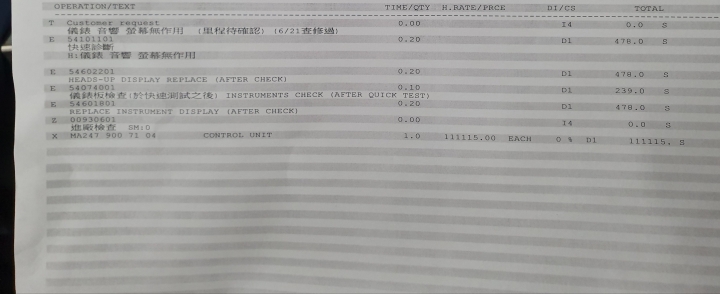 OPERATION/TEXT TIME/QTY H.RATE/PRCE DI/CS TOTAL
T Customer request 0.00 I4 0.0 S
儀錶 音響 螢幕無作用 (里程待確認) (6/21查修過)
E 54101101 0.20 D1 478.0 S
快速診斷
H:儀錶 音響 螢幕無作用
E 54602201 0.20 D1 478.0 S
HEADS-UP DISPLAY REPLACE (AFTER CHECK)
E 54074001 0.10 D1 239.0 S
儀錶板檢查(於快速測試之後) INSTRUMENTS CHECK (AFTER QUICK TEST)
E 54601801 0.20 D1 478.0 S
REPLACE INSTRUMENT DISPLAY (AFTER CHECK)
Z 00930601 0.00 I4 0.0 S
進廠檢查 SM:0
X MA247 900 71 04 CONTROL UNIT 1.0 111115.00 EACH 0 % D1 111115. S